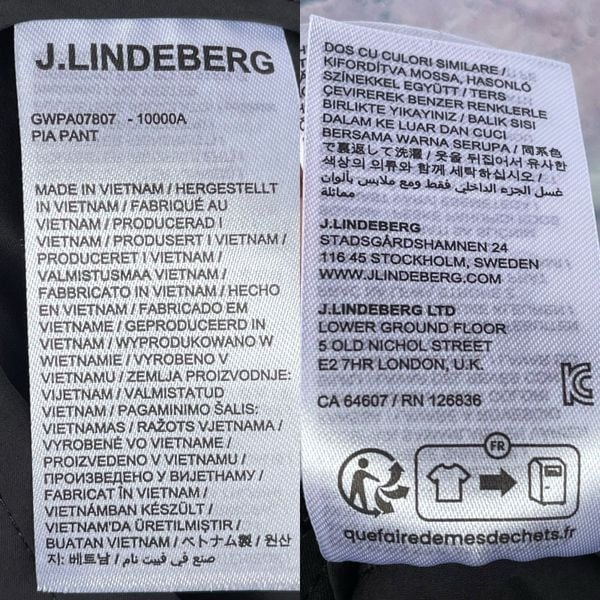 J.LINDEBERG
GWPA07807 - 10000A
PIA PANT
MADE IN VIETNAM / HERGESTELLT
IN VIETNAM / FABRIQUÉ AU
VIETNAM / PRODUCERAD I
VIETNAM / PRODUSERT I VIETNAM /
PRODUCERET I VIETNAM /
VALMISTUSMAA VIETNAM /
FABBRICATO IN VIETNAM / HECHO
EN VIETNAM / FABRICADO EM
VIETNAME / GEPRODUCEERD IN
VIETNAM / WYPRODUKOWANO W
WIETNAMIE / VYROBENO V
VIETNAMU / ZEMLJA PROIZVODNJE:
VIJETNAM / VALMISTATUD
VIETNAM / PAGAMINIMO ŠALIS:
VIETNAMAS / RAŽOTS VJETNAMA /
VYROBENÉ VO VIETNAME /
PROIZVEDENO V VIETNAMU /
ПРОИЗВЕДЕНО У ВИЈЕТНАМУ /
FABRICAT ÎN VIETNAM /
VIETNÁMBAN KÉSZÜLT /
VIETNAM'DA ÜRETILMIŞTIR /
BUATAN VIETNAM / ベトナム製 / 원산
지: 베트남 / صنع في فييت نام
DOS CU CULORI SIMILARE /
KIFORDÍTVA MOSSA, HASONLÓ
SZÍNEKKEL EGYÜTT / TERS
ÇEVIREREK BENZER RENKLERLE
BIRLIKTE YIKAYINIZ / BALIK SISI
DALAM KE LUAR DAN CUCI
BERSAMA WARNA SERUPA / 同系色
で裏返して洗濯 / 옷을 뒤집어서 유사한
색상의 의류와 함께 세탁하십시오 /
غسل الجزء الداخلي فقط ومع ملابس بألوان
مماثلة
J.LINDEBERG
STADSGÅRDSHAMNEN 24
116 45 STOCKHOLM, SWEDEN
WWW.JLINDEBERG.COM
J.LINDEBERG LTD
LOWER GROUND FLOOR
5 OLD NICHOL STREET
E2 7HR LONDON, U.K.
CA 64607 / RN 126836
FR
quefairedemesdechets.fr